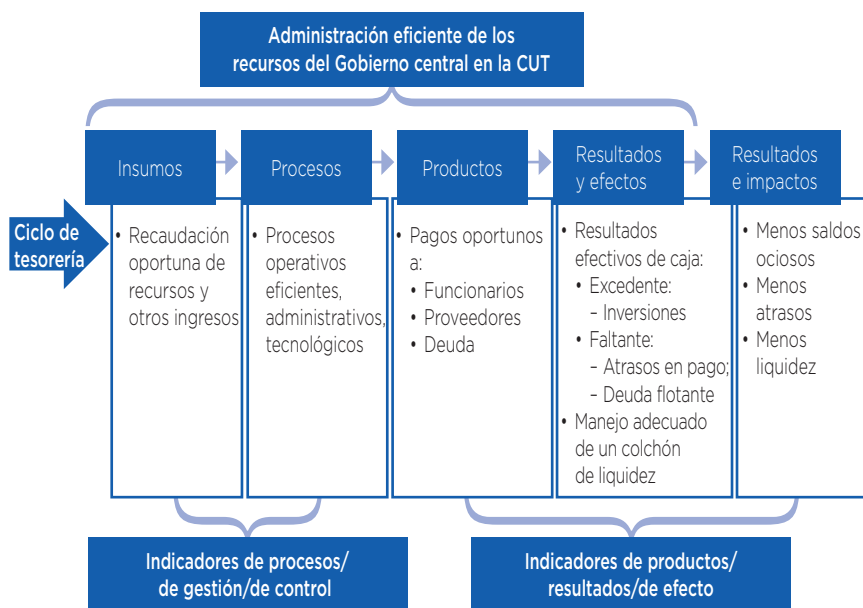 Administración eficiente de los
recursos del Gobierno central en la CUT
Insumos
Procesos
Productos
Resultados
y efectos
Resultados
e impactos
Ciclo de
tesorería
• Recaudación
oportuna de
recursos y
otros ingresos
• Procesos
operativos
eficientes,
administrativos,
tecnológicos
• Pagos oportunos
a:
• Funcionarios
• Proveedores
• Deuda
• Resultados
efectivos de caja:
• Excedente:
– Inversiones
• Faltante:
– Atrasos en pago;
– Deuda flotante
• Manejo adecuado
de un colchón
de liquidez
• Menos saldos
ociosos
• Menos
atrasos
• Menos
liquidez
Indicadores de procesos/
de gestión/de control
Indicadores de productos/
resultados/de efecto